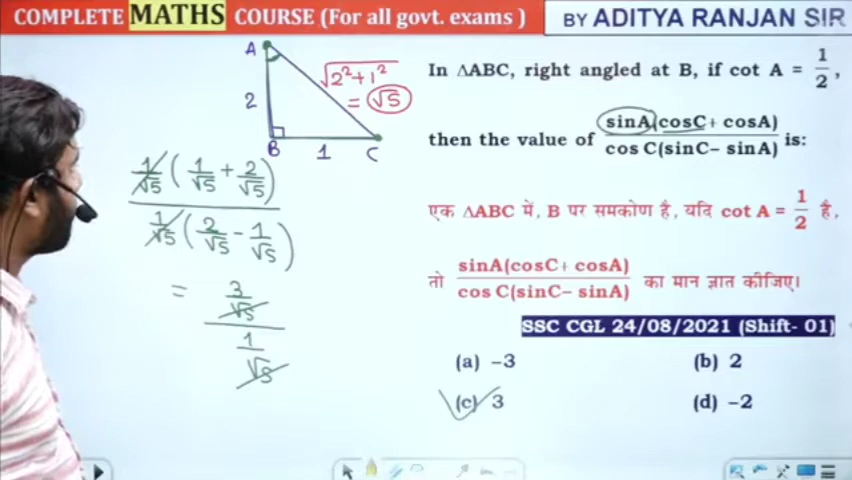 COMPLETE MATHS COURSE (For all govt. exams)
BY ADITYA RANJAN SIR
A
2
B
1
C
√2²+1²
= √5
1/√5 (1/√5 + 2/√5)
1/√5 (2/√5 - 1/√5)
= 3/√5
1/√5
In ΔABC, right angled at B, if cot A = 1/2,
then the value of sinA(cosC+ cosA)/cos C(sinC– sinA) is:
एक ΔABC में, B पर समकोण है, यदि cot A = 1/2 है,
तो sinA(cosC+ cosA)/cos C(sinC– sinA) का मान ज्ञात कीजिए।
SSC CGL 24/08/2021 (Shift- 01)
(a) –3
(b) 2
(c) 3
(d) –2